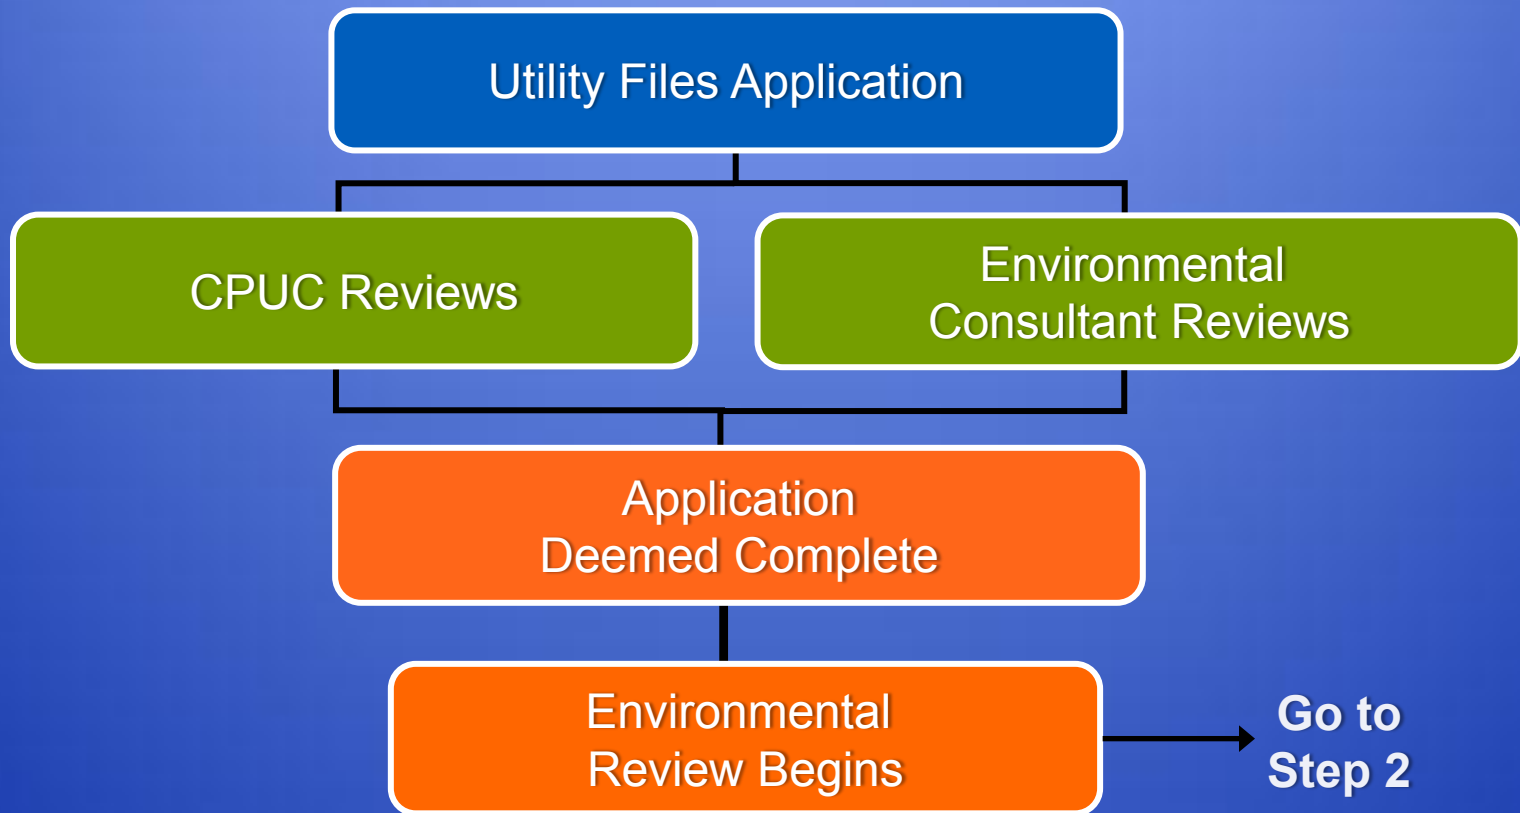 Utility Files Application
CPUC Reviews
Environmental
Consultant Reviews
Application
Deemed Complete
Environmental
Review Begins
Go to
Step 2